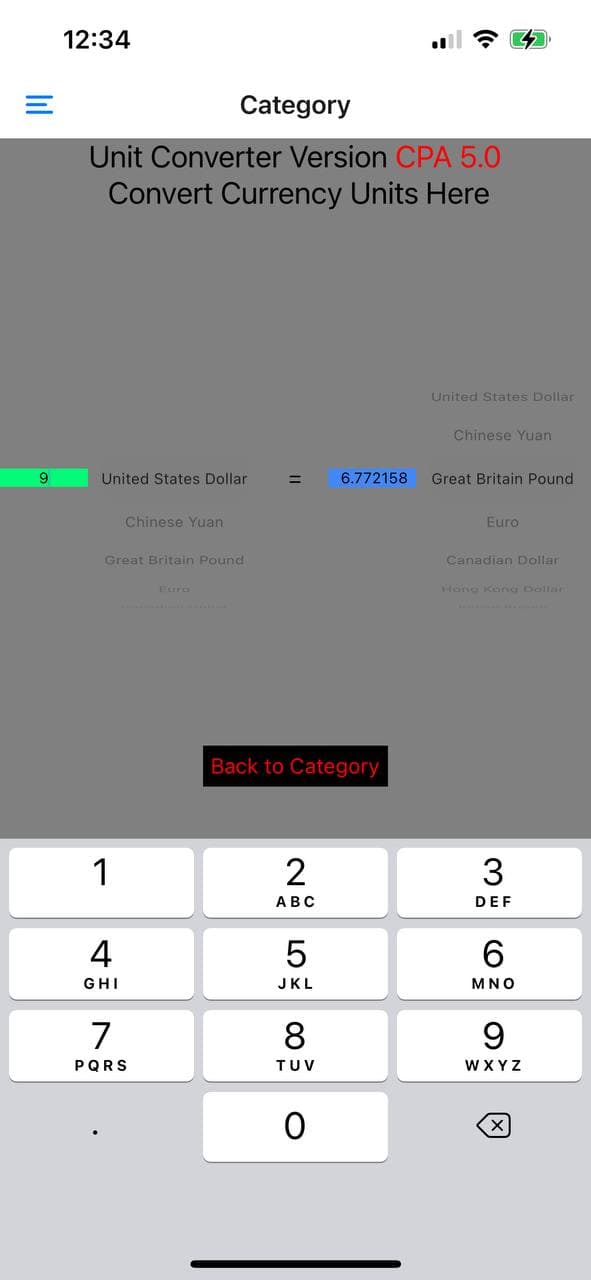 12:34
Category
Unit Converter Version CPA 5.0
Convert Currency Units Here
United States Dollar
Chinese Yuan
9 United States Dollar = 6.772158 Great Britain Pound
Chinese Yuan Euro
Great Britain Pound Canadian Dollar
Euro Hong Kong Dollar
Back to Category
1 2 3
ABC DEF
4 5 6
GHI JKL MNO
7 8 9
PQRS TUV WXYZ
. 0